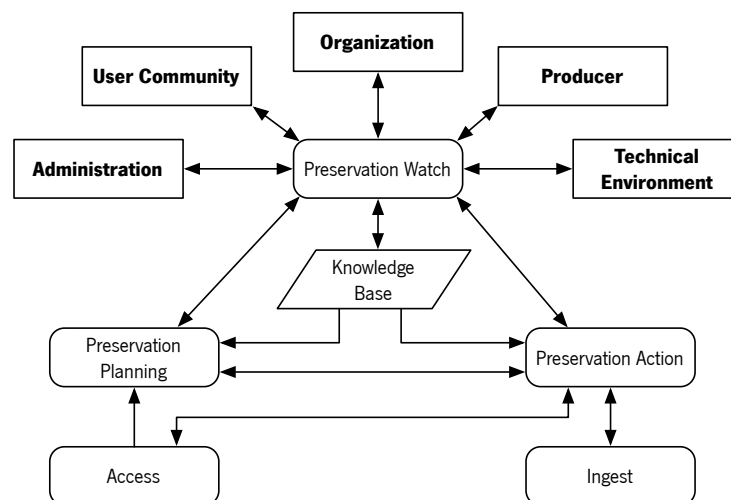 Organization
User Community
Producer
Administration
Preservation Watch
Technical
Environment
Knowledge
Base
Preservation
Planning
Preservation Action
Access
Ingest